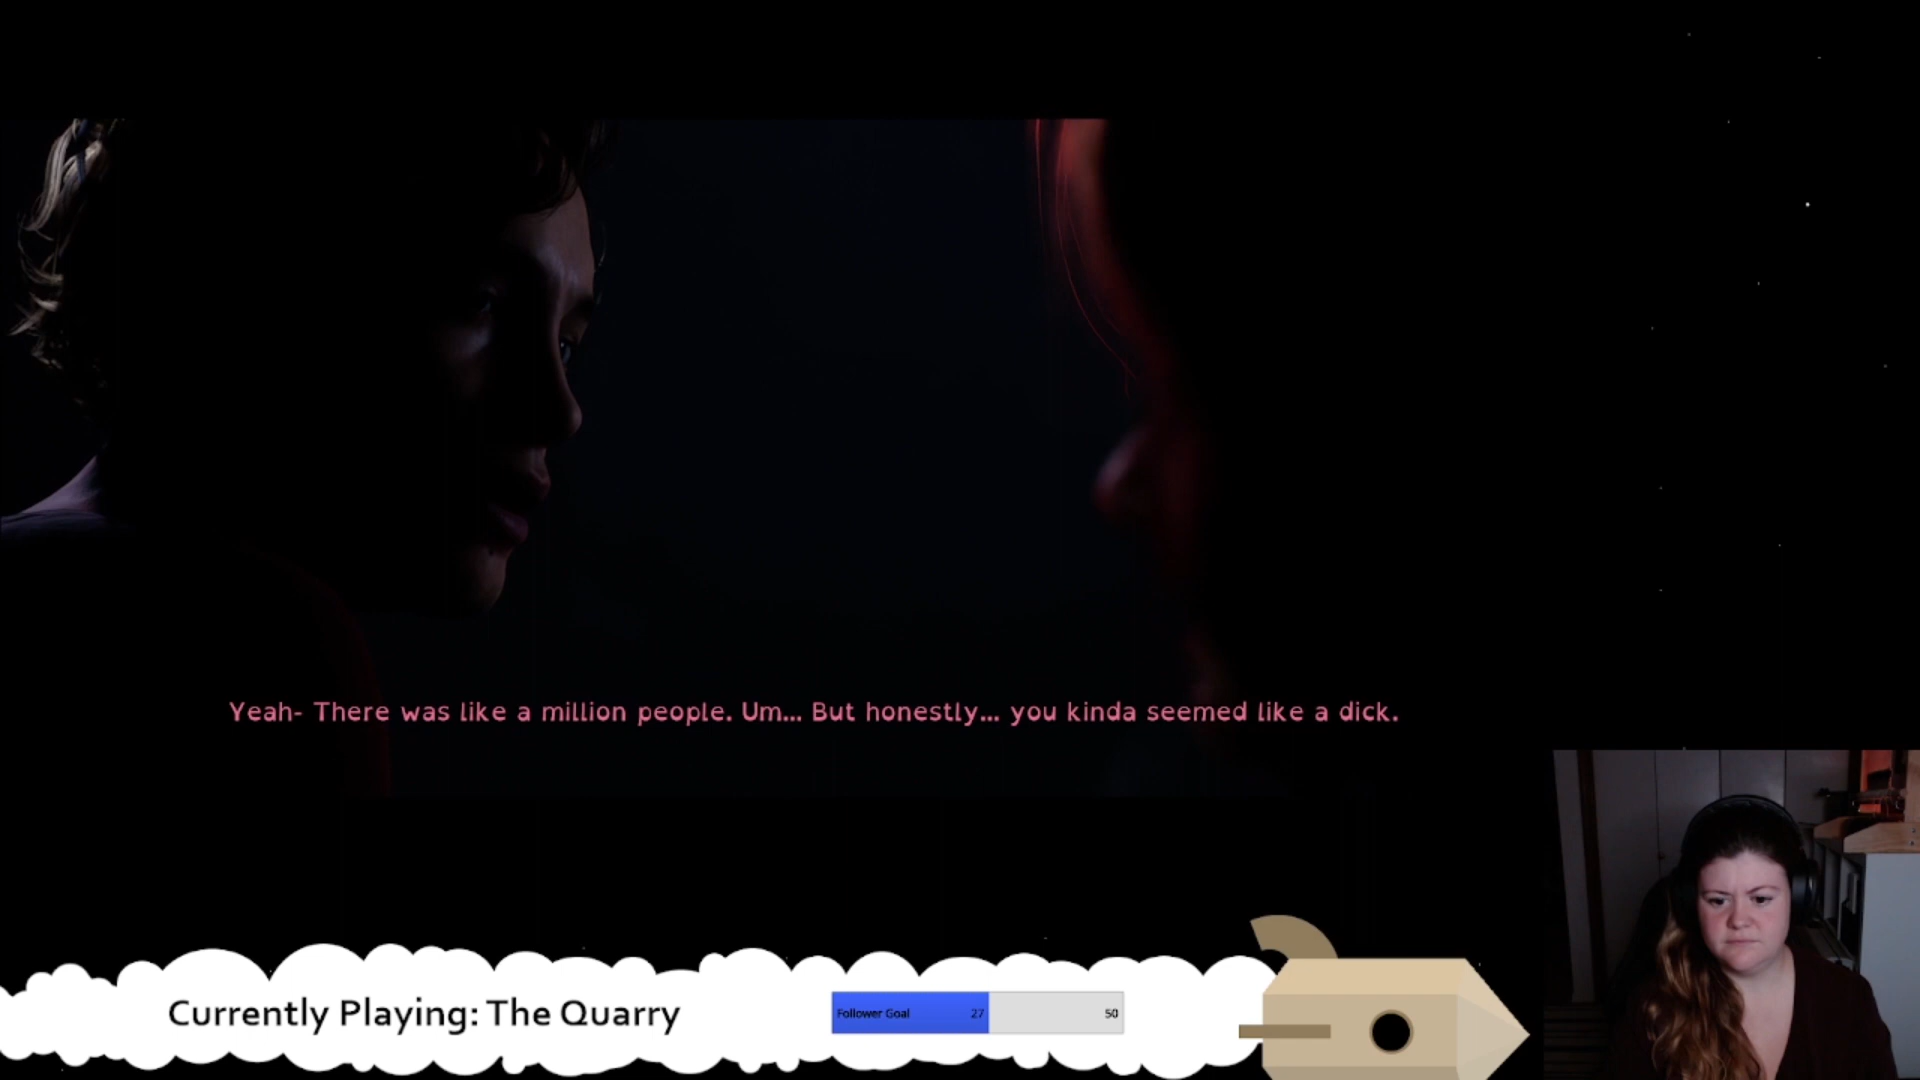 Yeah- There was like a million people. Um... But honestly... you kinda seemed like a dick.
Currently Playing: The Quarry
Follower Goal 27 50